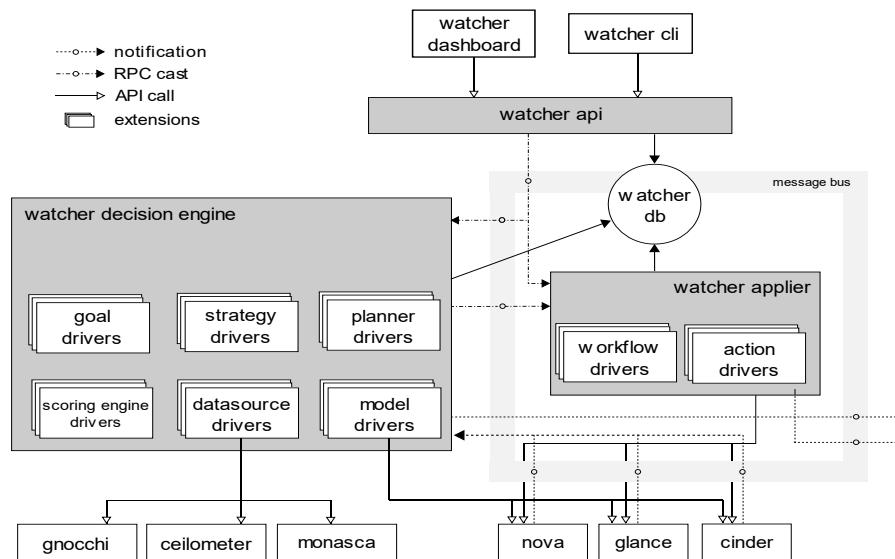 watcher
dashboard
watcher cli
notification
RPC cast
API call
extensions
watcher api
message bus
watcher
db
watcher decision engine
watcher applier
goal
drivers
strategy
drivers
planner
drivers
workflow
drivers
action
drivers
scoring engine
drivers
datasource
drivers
model
drivers
gnocchi
ceilometer
monasca
nova
glance
cinder